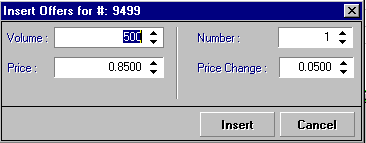 Insert Offers for #: 9499
Volume : 500 Number : 1
Price : 0.8500 Price Change : 0.0500
Insert Cancel